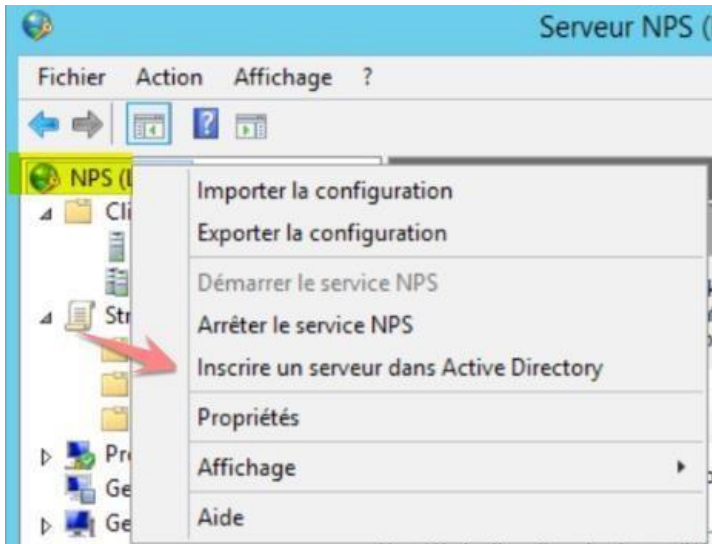 Serveur NPS (
Fichier Action Affichage ?
NPS (L
Importer la configuration
Cli
Exporter la configuration
Démarrer le service NPS
Str
Arrêter le service NPS
Inscrire un serveur dans Active Directory
Propriétés
Pro
Affichage
Ge
Aide
Ge